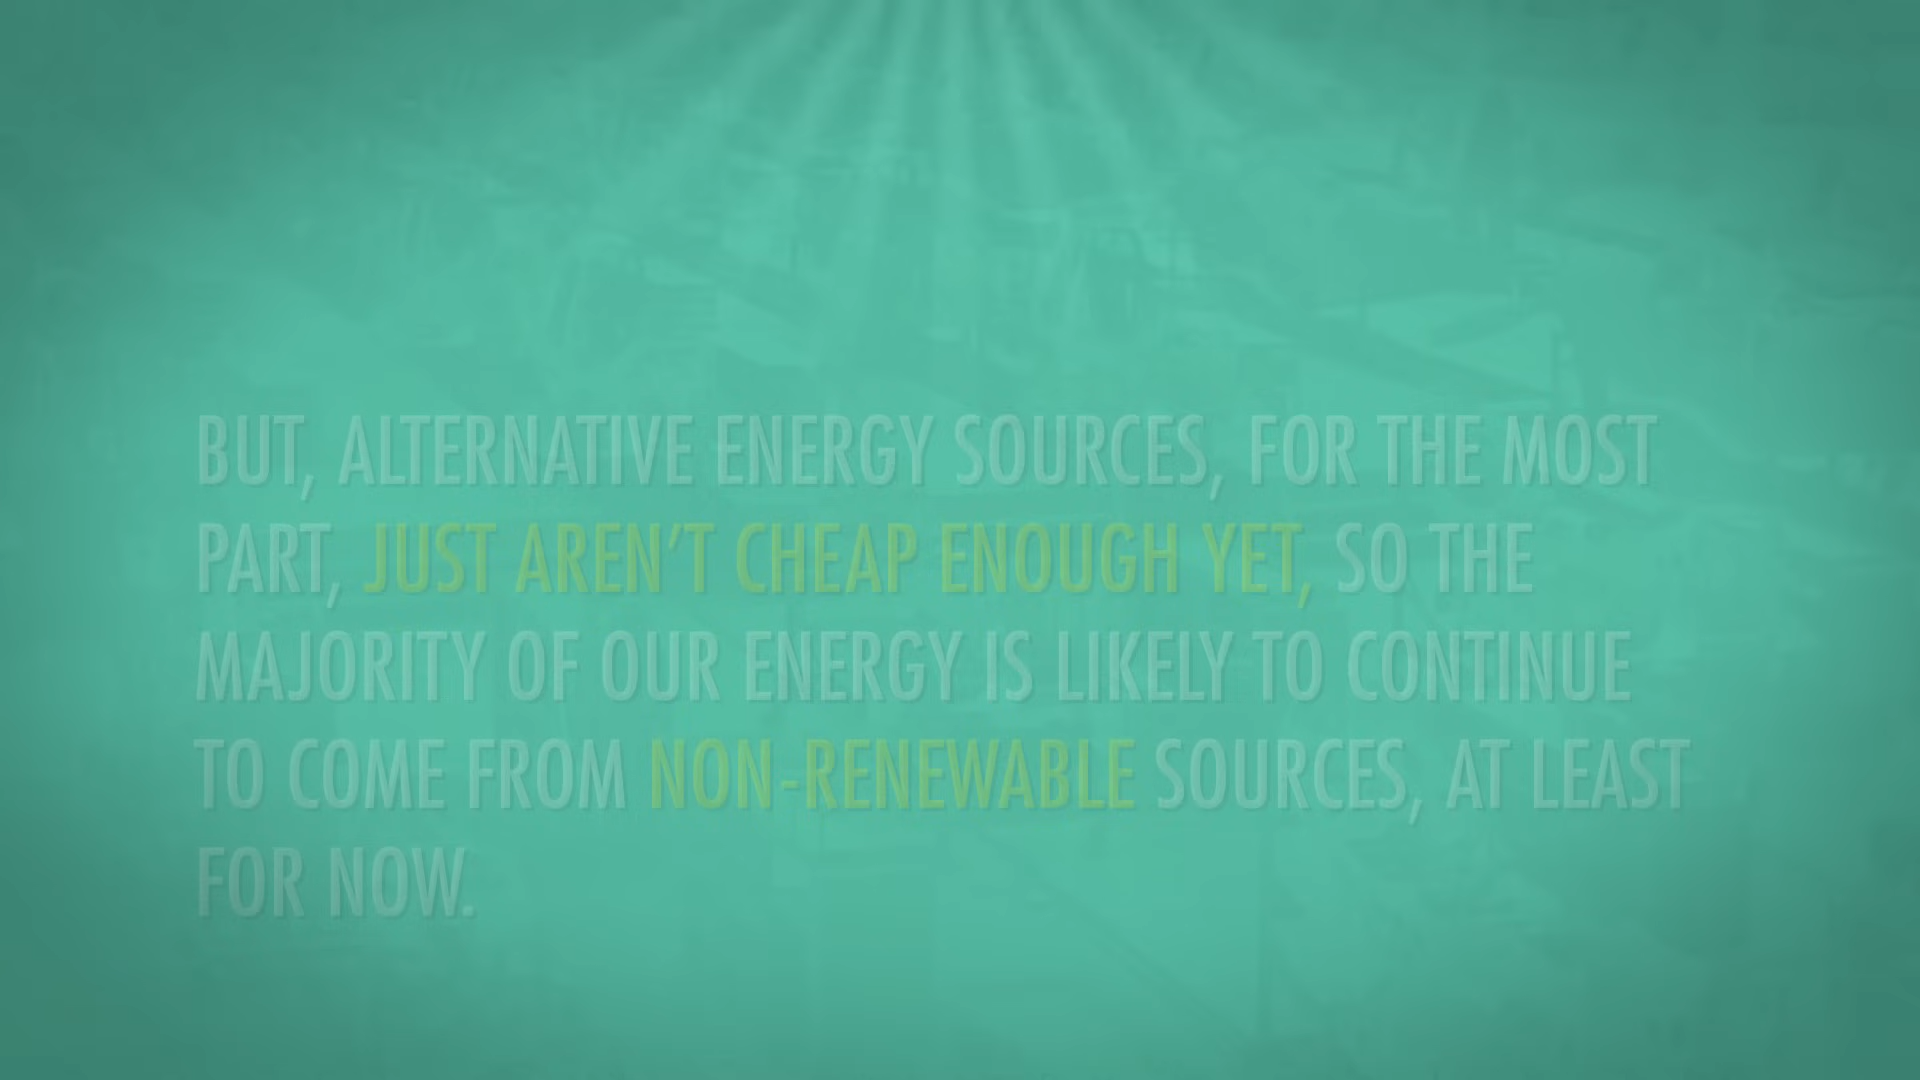 BUT, ALTERNATIVE ENERGY SOURCES, FOR THE MOST
PART, JUST AREN’T CHEAP ENOUGH YET, SO THE
MAJORITY OF OUR ENERGY IS LIKELY TO CONTINUE
TO COME FROM NON-RENEWABLE SOURCES, AT LEAST
FOR NOW.